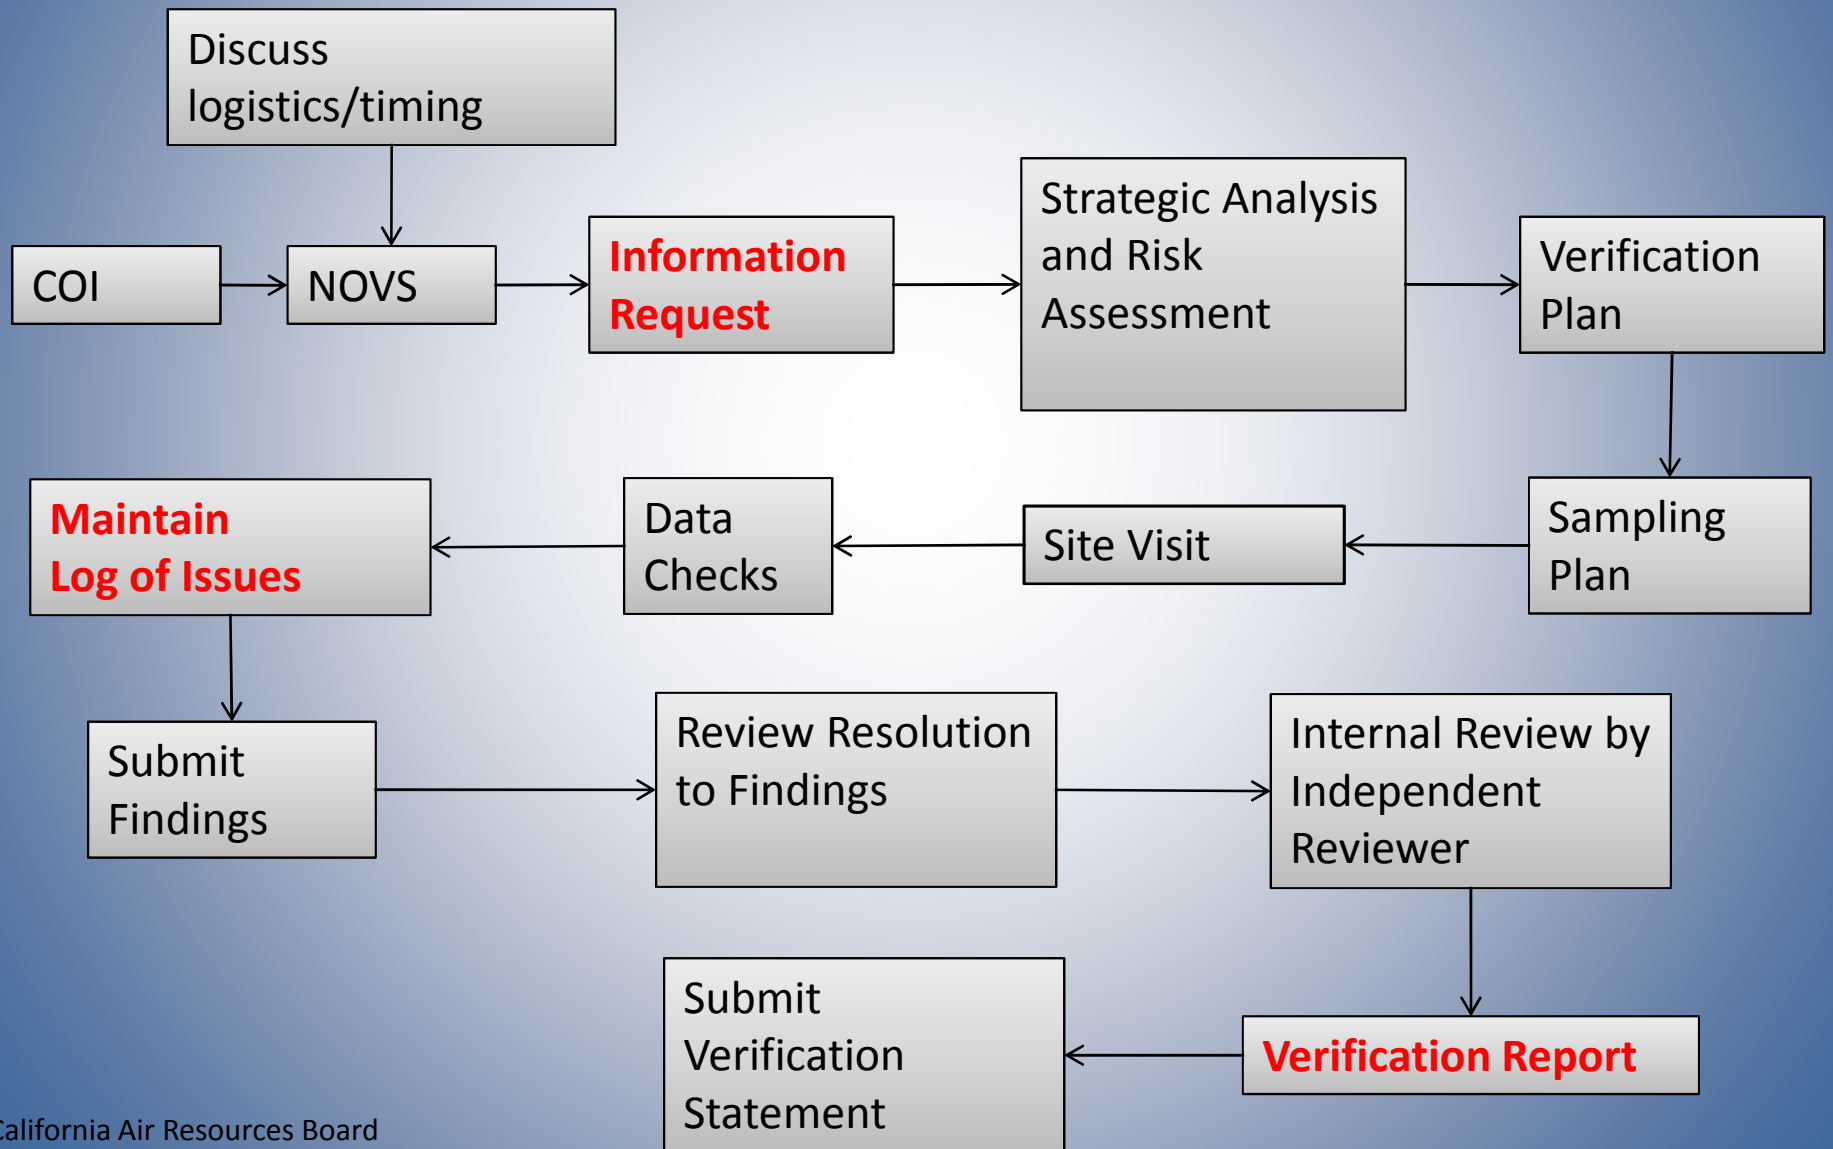 Discuss
logistics/timing
COI
NOVS
Information
Request
Strategic Analysis
and Risk
Assessment
Verification
Plan
Maintain
Log of Issues
Data
Checks
Site Visit
Sampling
Plan
Submit
Findings
Review Resolution
to Findings
Internal Review by
Independent
Reviewer
Submit
Verification
Statement
Verification Report
California Air Resources Board